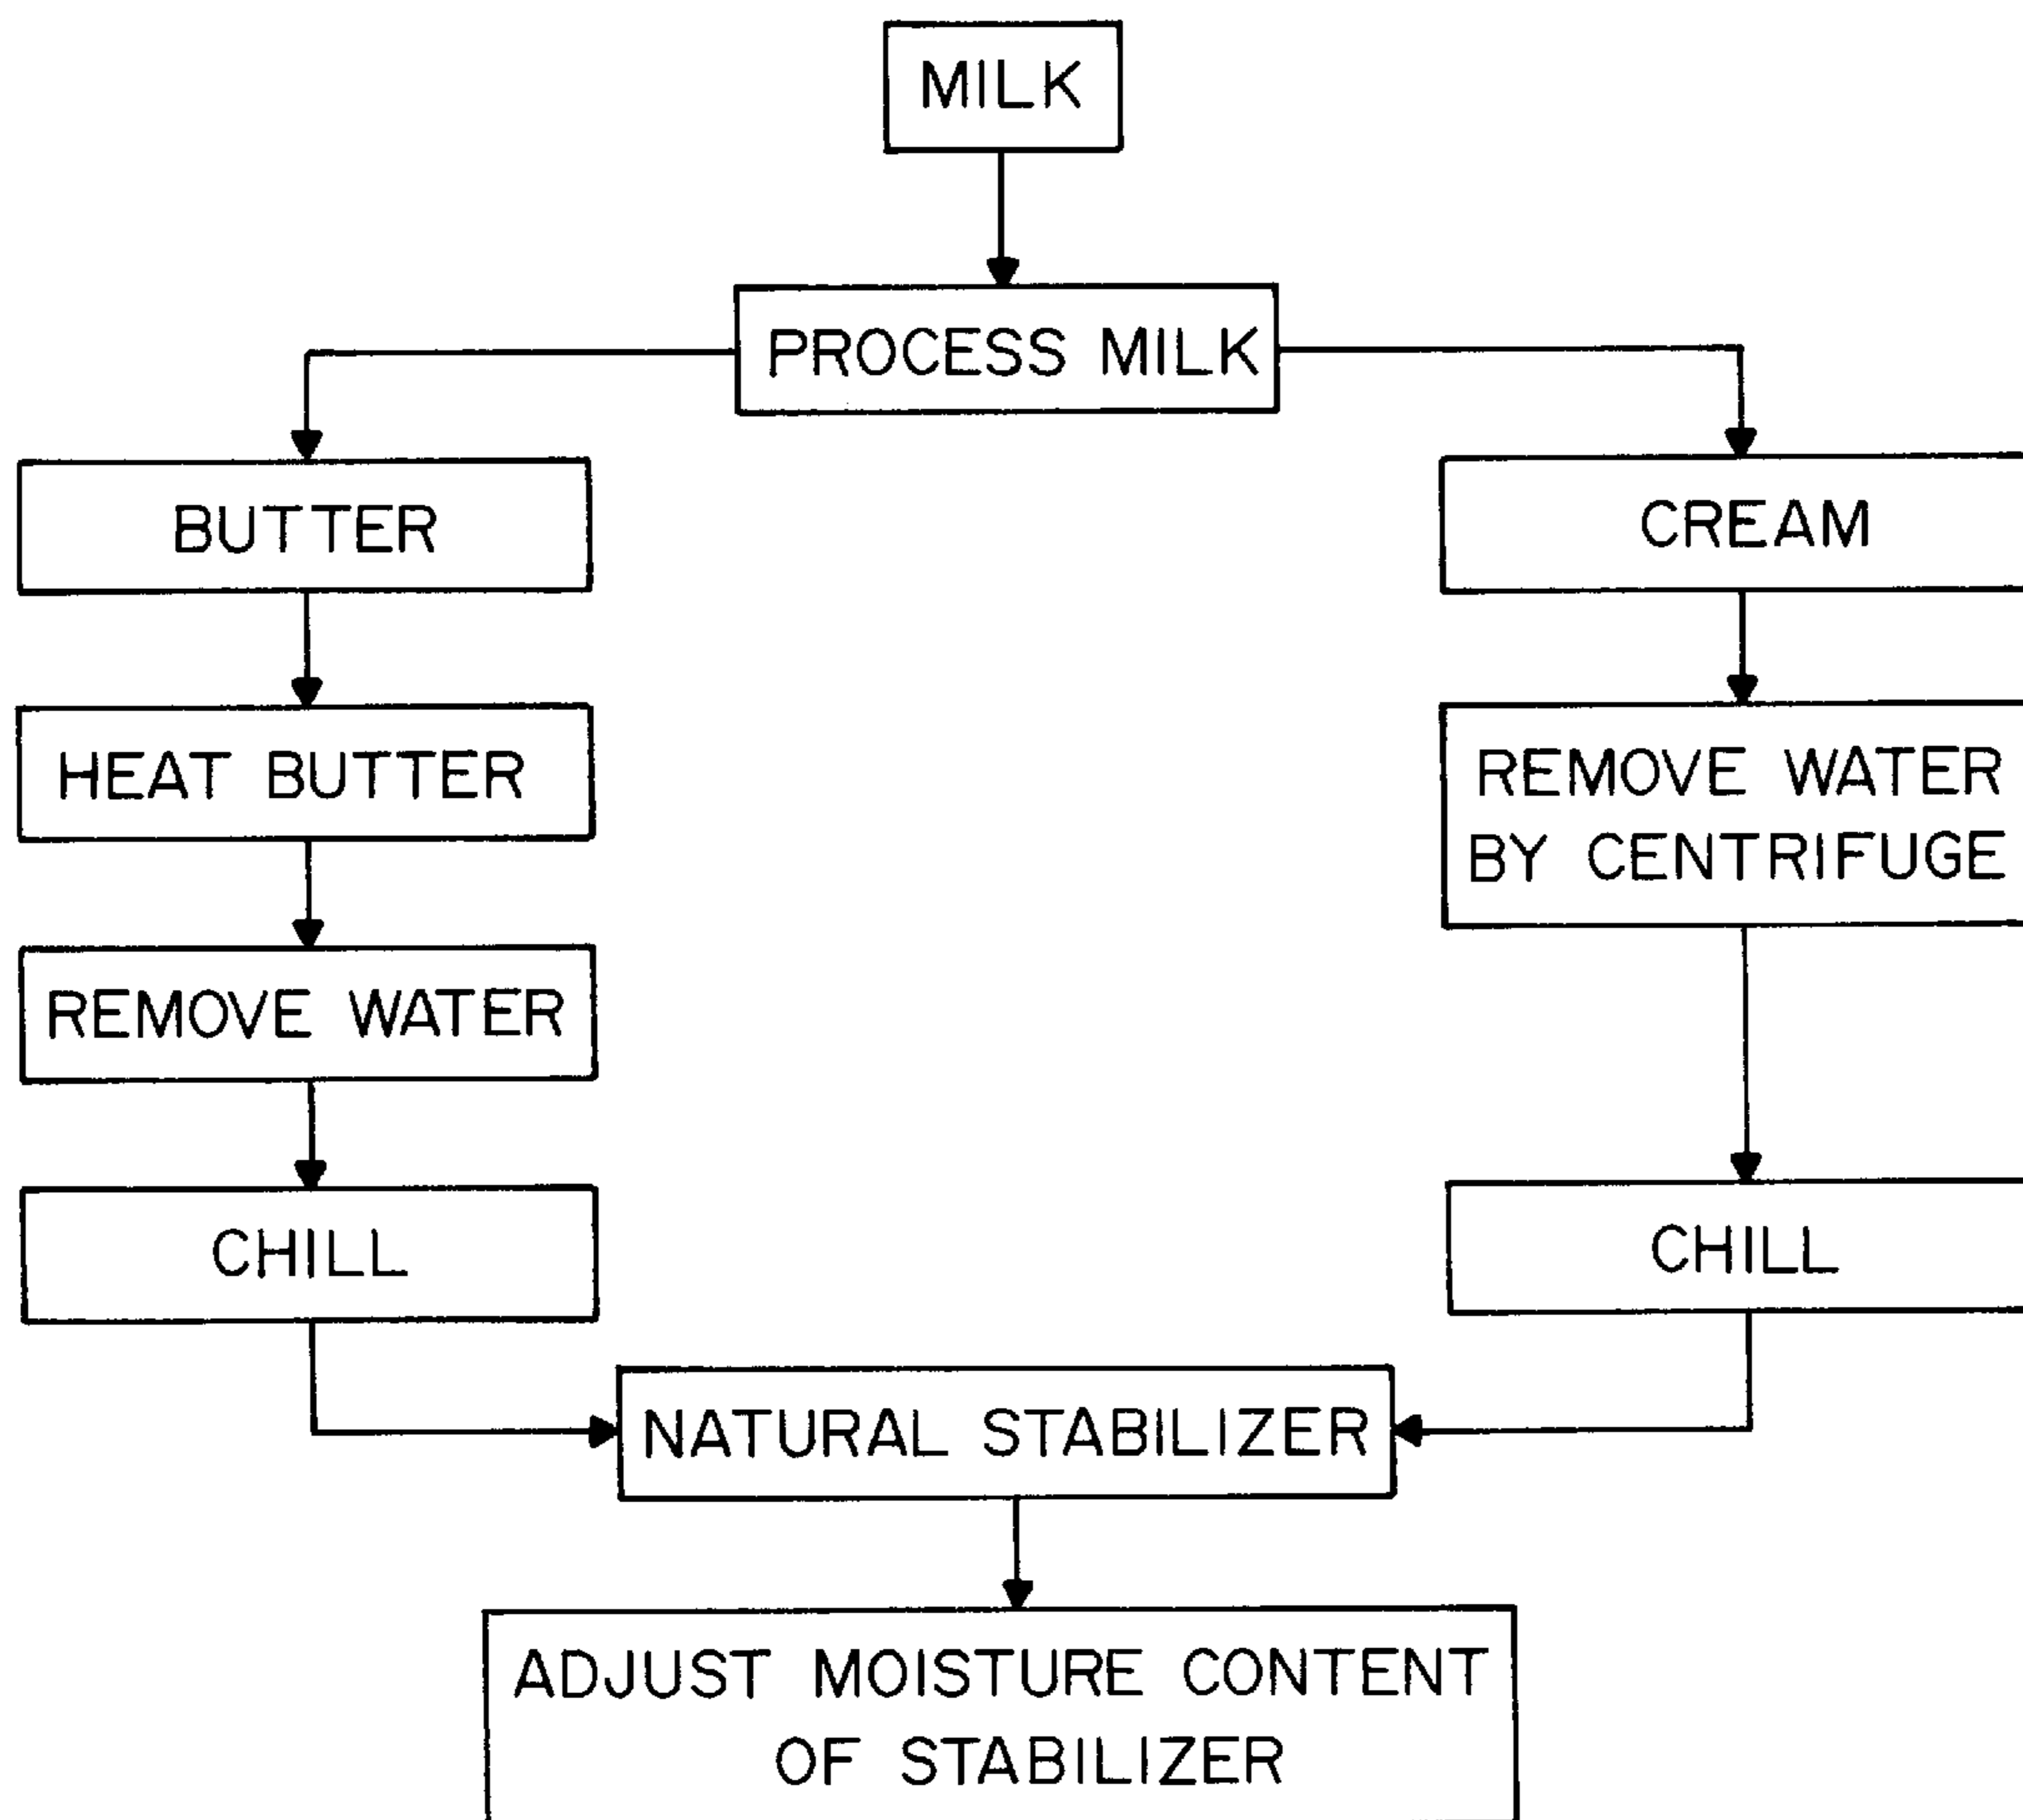 MILK
PROCESS MILK
BUTTER
CREAM
HEAT BUTTER
REMOVE WATER
BY CENTRIFUGE
REMOVE WATER
CHILL
CHILL
NATURAL STABILIZER
ADJUST MOISTURE CONTENT
OF STABILIZER